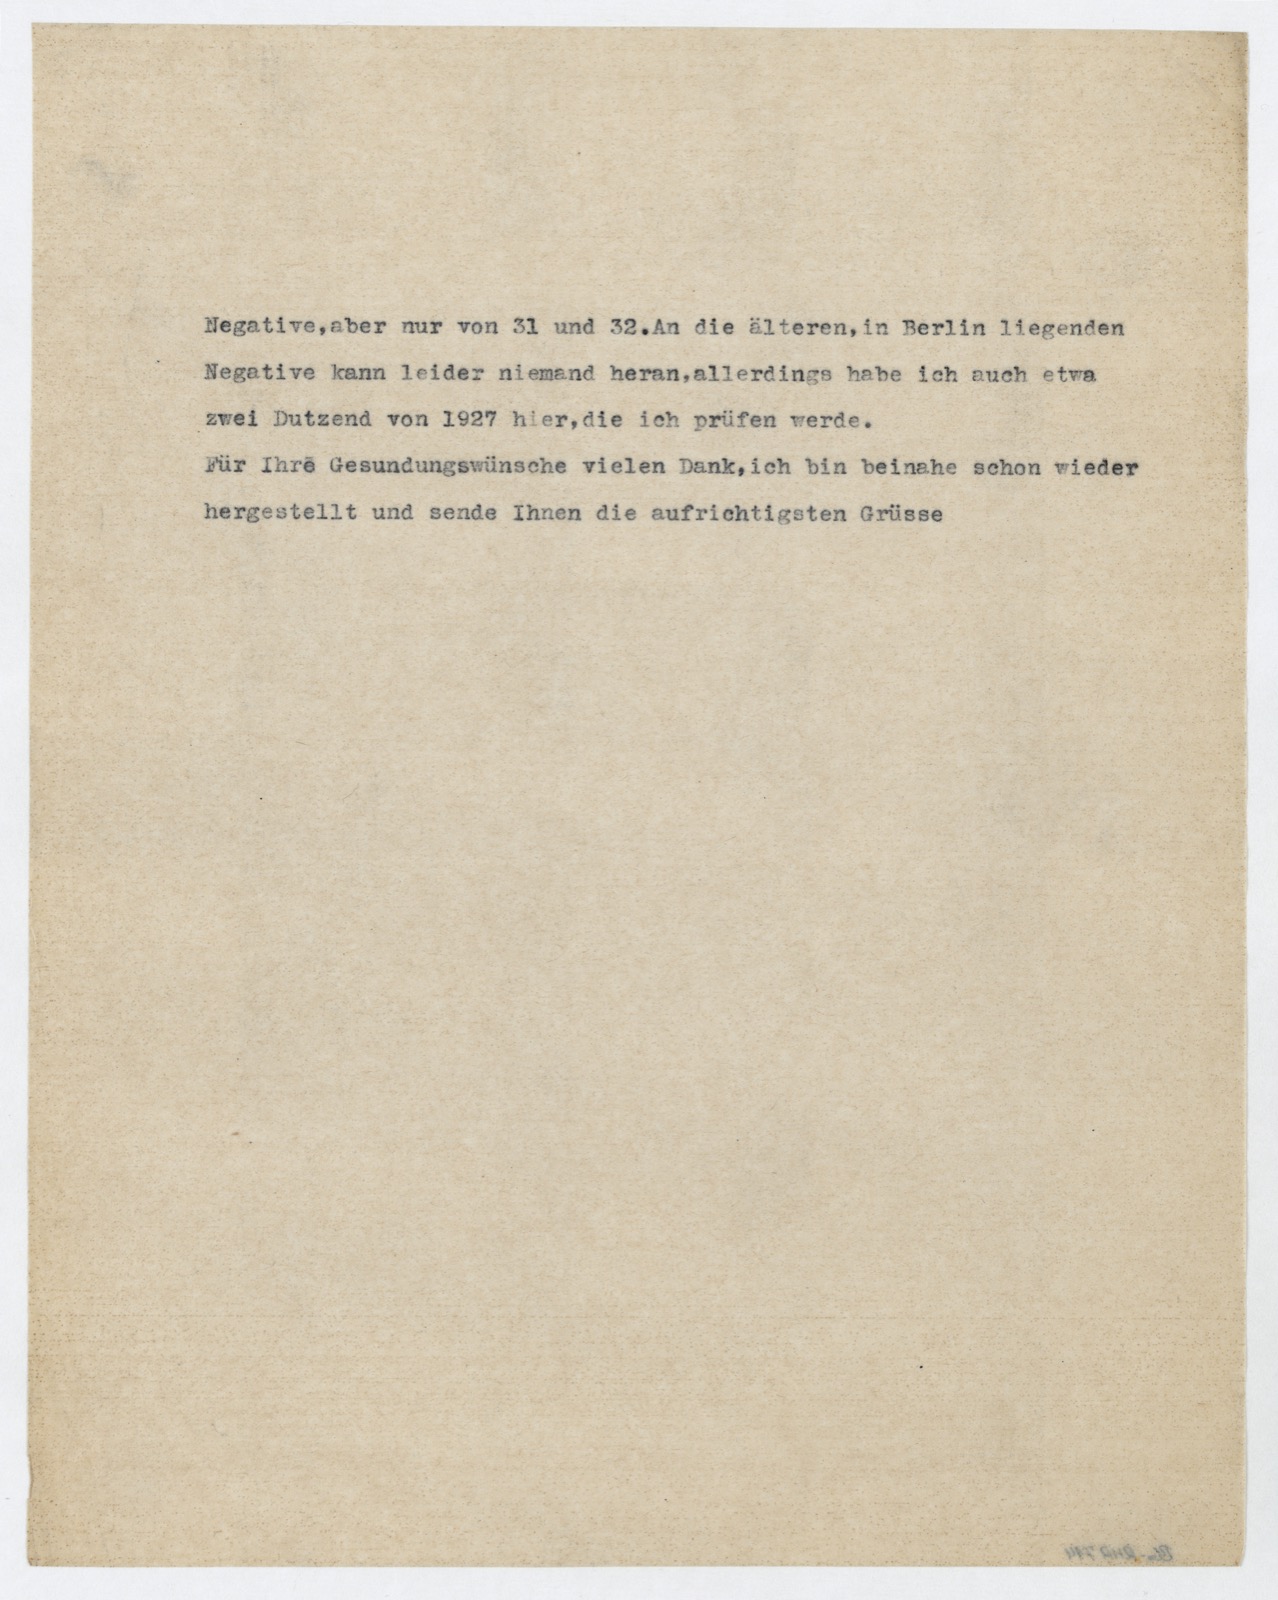 Negative,aber nur von 31 und 32.An die älteren,in Berlin liegenden
Negative kann leider niemand heran,allerdings habe ich auch etwa
zwei Dutzend von 1927 hier,die ich prüfen werde.
Für Ihre Gesundungswünsche vielen Dank,ich bin beinahe schon wieder
hergestellt und sende Ihnen die aufrichtigsten Grüsse